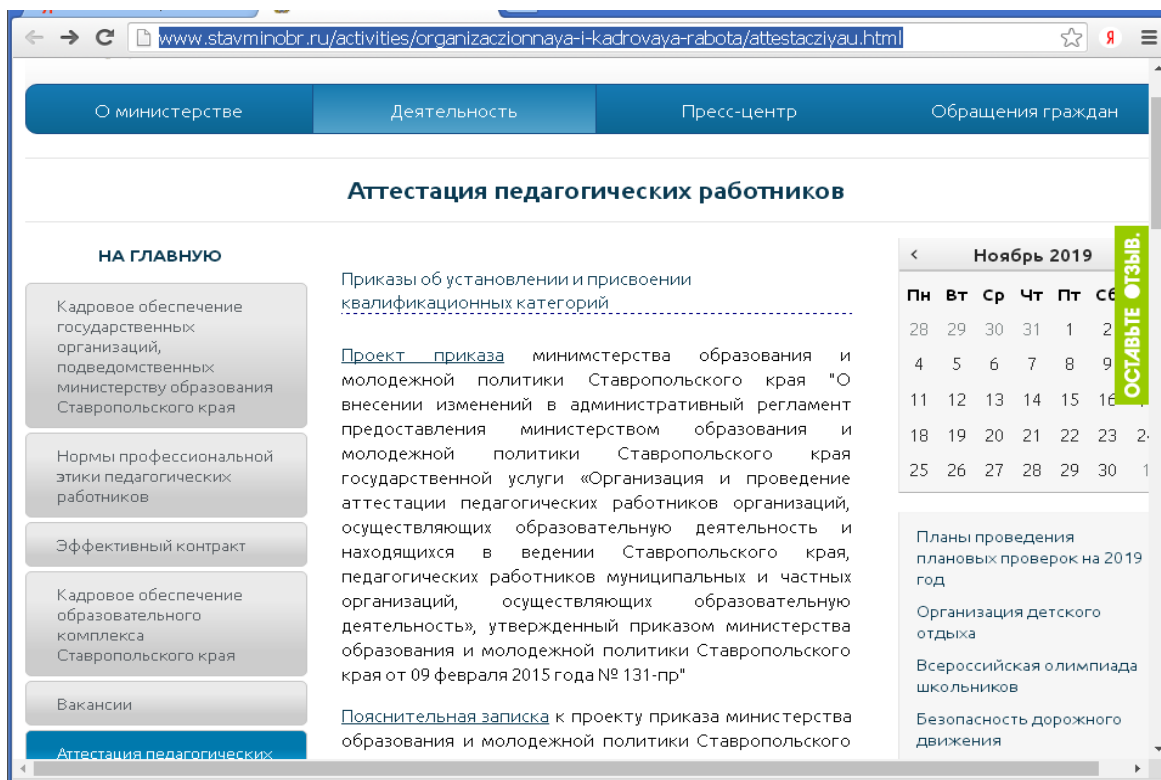 www.stavminobr.ru/activities/organizaczionnaya-i-kadrovaya-rabota/attestacziyau.html
О министерстве
Деятельность
Пресс-центр
Обращения граждан
Аттестация педагогических работников
НА ГЛАВНУЮ
Кадровое обеспечение
государственных
организаций,
подведомственных
министерству образования
Ставропольского края
Нормы профессиональной
этики педагогических
работников
Эффективный контракт
Кадровое обеспечение
образовательного
комплекса
Ставропольского края
Вакансии
Аттестация педагогических
Приказы об установлении и присвоении
квалификационных категорий
Проект приказа минимстерства образования и
молодежной политики Ставропольского края "О
внесении изменений в административный регламент
предоставления министерством образования и
молодежной политики Ставропольского края
государственной услуги «Организация и проведение
аттестации педагогических работников организаций,
осуществляющих образовательную деятельность и
находящихся в ведении Ставропольского края,
педагогических работников муниципальных и частных
организаций, осуществляющих образовательную
деятельность», утвержденный приказом министерства
образования и молодежной политики Ставропольского
края от 09 февраля 2015 года № 131-пр"
Пояснительная записка к проекту приказа министерства
образования и молодежной политики Ставропольского
< Ноябрь 2019
Пн Вт Ср Чт Пт Сб
28 29 30 31 1 2
4 5 6 7 8 9
11 12 13 14 15 16
18 19 20 21 22 23
25 26 27 28 29 30 1
ОСТАВЬТЕ ОТЗЫВ.
Планы проведения
плановых проверок на 2019
год
Организация детского
отдыха
Всероссийская олимпиада
школьников
Безопасность дорожного
движения